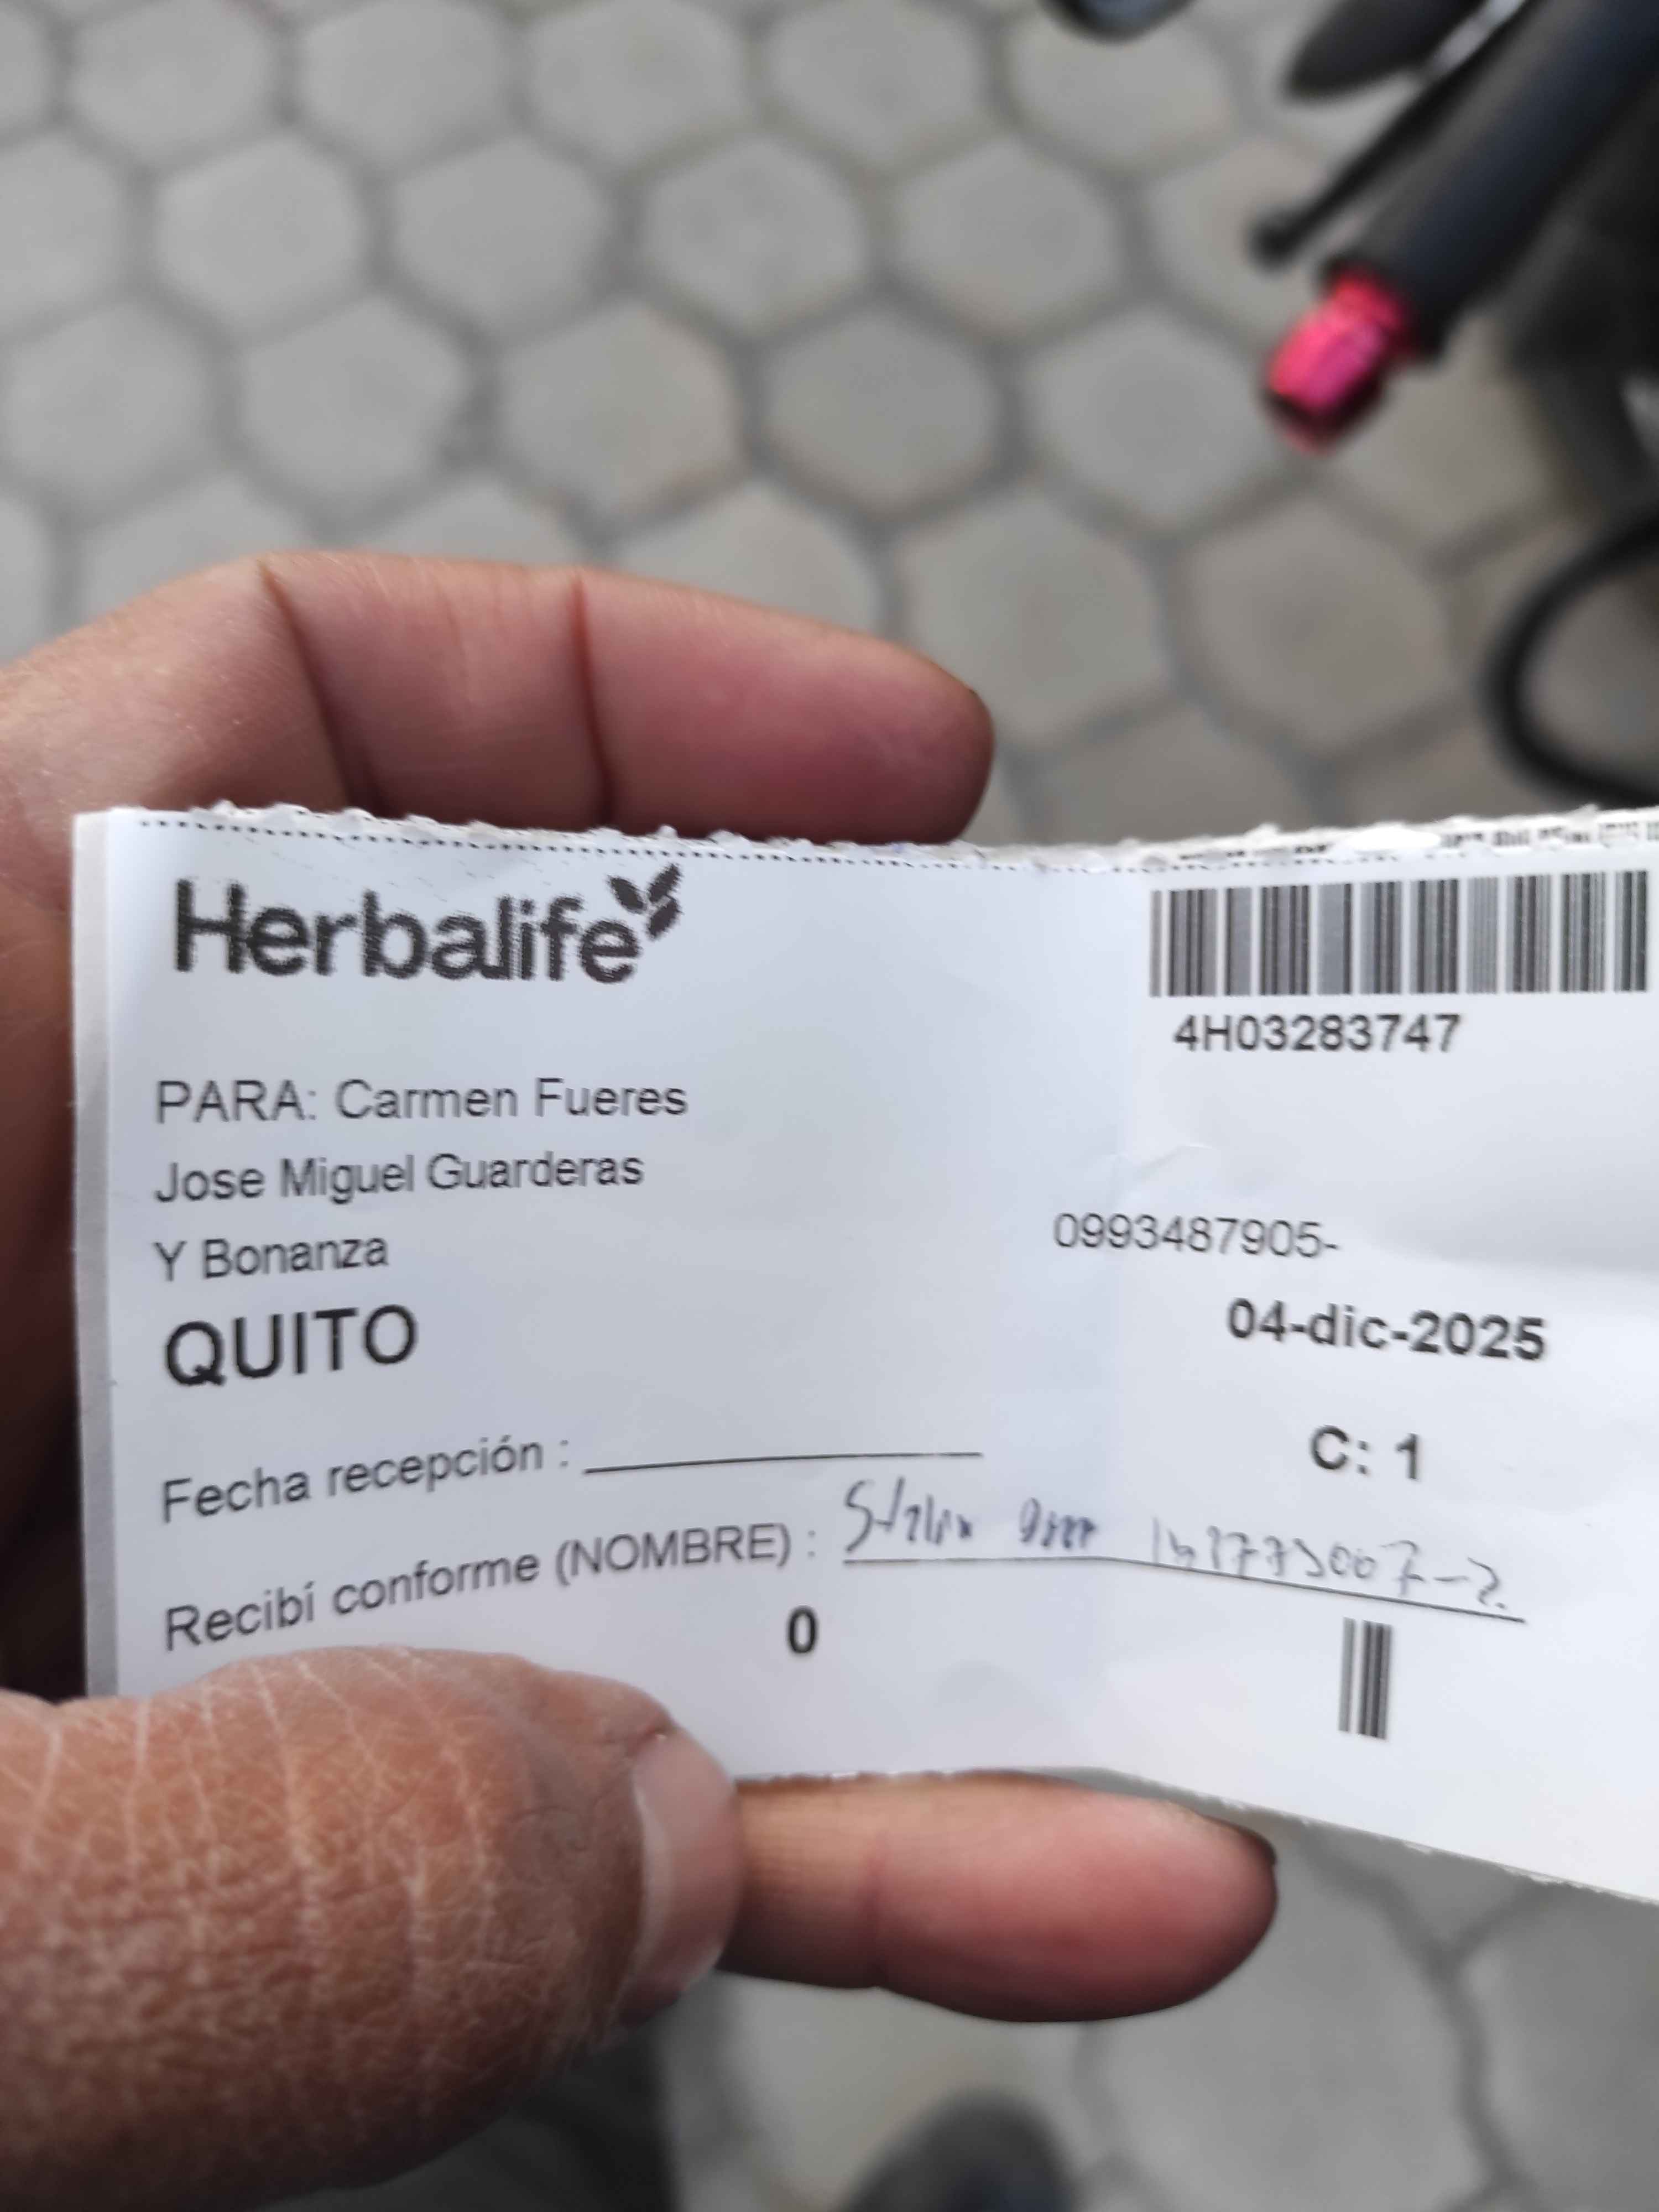 Herbalife
4H03283747
PARA: Carmen Fueres
Jose Miguel Guarderas
Y Bonanza
0993487905-
QUITO
04-dic-2025
C: 1
Fecha recepción :
Recibí conforme (NOMBRE) :
0